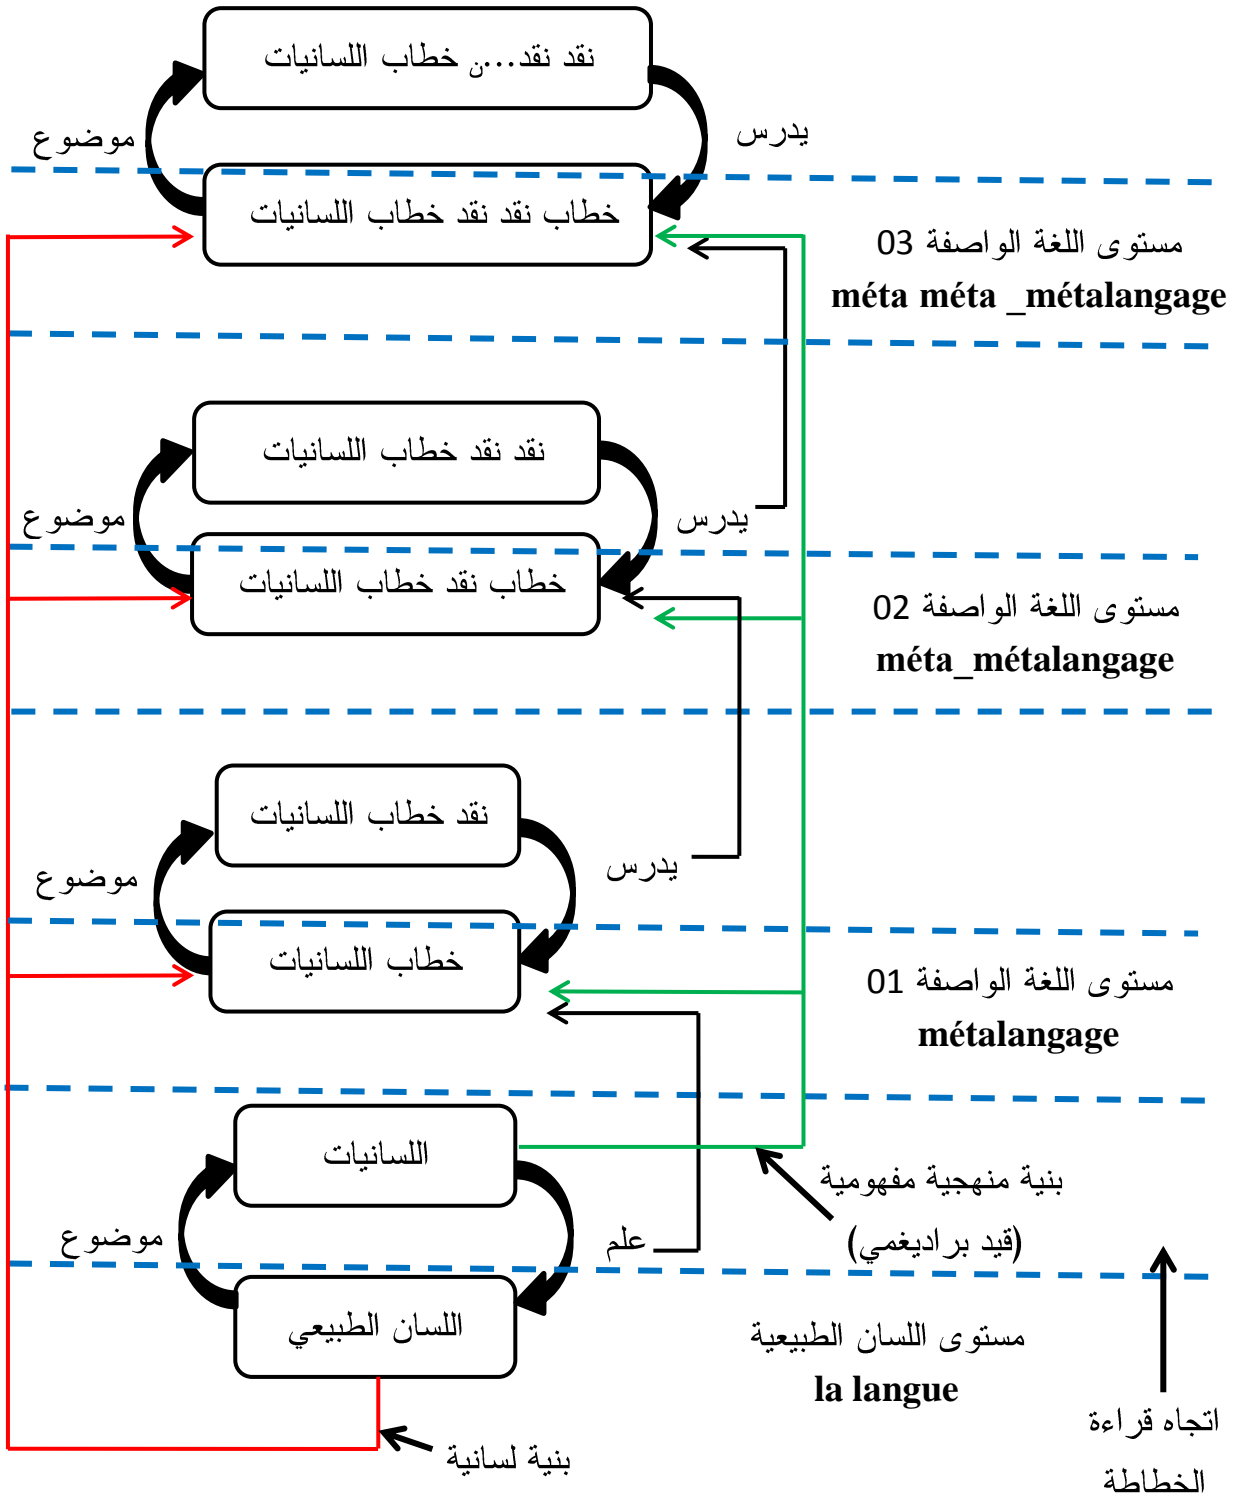 نقد نقد...ن خطاب اللسانيات
يدرس
موضوع
خطاب نقد نقد خطاب اللسانيات
مستوى اللغة الواصفة 03
méta méta _métalangage
نقد نقد خطاب اللسانيات
يدرس
موضوع
خطاب نقد خطاب اللسانيات
مستوى اللغة الواصفة 02
méta_métalangage
نقد خطاب اللسانيات
يدرس
موضوع
خطاب اللسانيات
مستوى اللغة الواصفة 01
métalangage
اللسانيات
بنية منهجية مفهومية
(قيد براديغمي)
علم
موضوع
اللسان الطبيعي
مستوى اللسان الطبيعية
la langue
اتجاه قراءة
الخطاطة
بنية لسانية